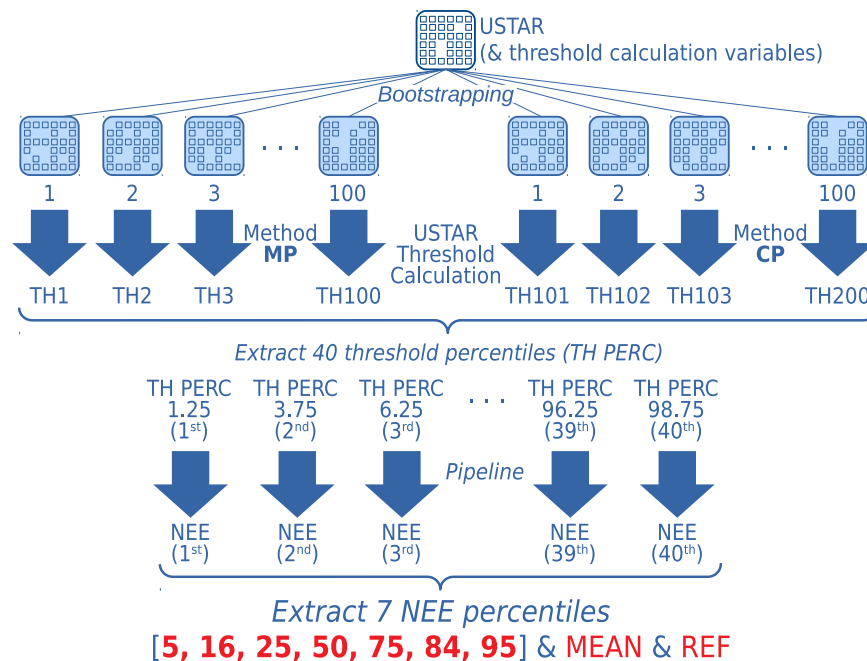 USTAR
(& threshold calculation variables)
Bootstrapping
1 2 3 . . . 100 1 2 3 . . . 100
Method
MP
USTAR
Threshold
Calculation
Method
CP
TH1 TH2 TH3 TH100 TH101 TH102 TH103 TH200
Extract 40 threshold percentiles (TH PERC)
TH PERC TH PERC TH PERC . . . TH PERC TH PERC
1.25 3.75 6.25 96.25 98.75
(1st) (2nd) (3rd) (39th) (40th)
Pipeline
NEE NEE NEE NEE NEE
(1st) (2nd) (3rd) (39th) (40th)
Extract 7 NEE percentiles
[5, 16, 25, 50, 75, 84, 95] & MEAN & REF